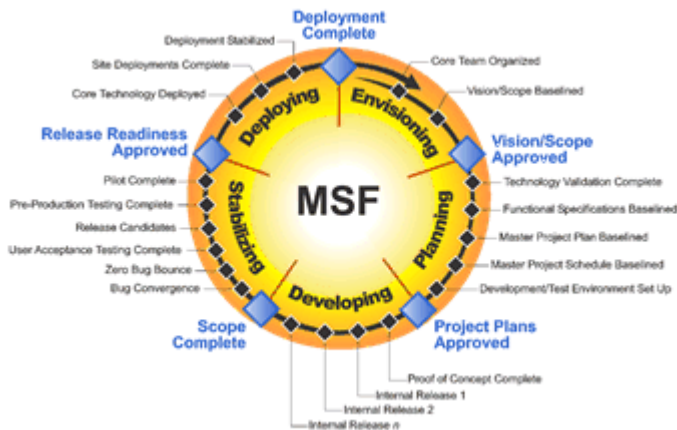 Deployment
Complete
Deployment Stabilized
Site Deployments Complete
Core Technology Deployed
Core Team Organized
Vision/Scope Baselined
Deploying
Envisioning
Release Readiness
Approved
Vision/Scope
Approved
Pilot Complete
Pre-Production Testing Complete
Release Candidates
User Acceptance Testing Complete
Zero Bug Bounce
Bug Convergence
Stabilizing
MSF
Planning
Technology Validation Complete
Functional Specifications Baselined
Master Project Plan Baselined
Master Project Schedule Baselined
Development/Test Environment Set Up
Developing
Scope
Complete
Project Plans
Approved
Proof of Concept Complete
Internal Release 1
Internal Release 2
Internal Release n